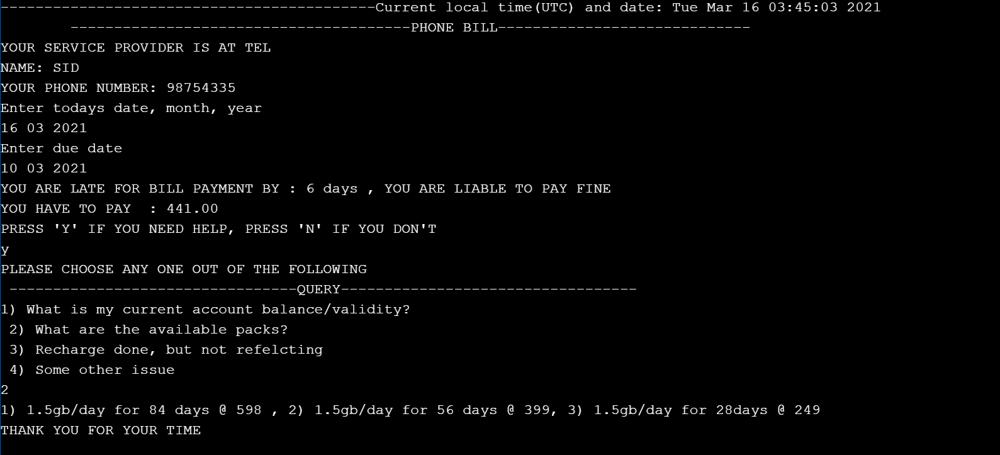 -------------------------------------------Current local time(UTC) and date: Tue Mar 16 03:45:03 2021
---------------------------------------PHONE BILL-----------------------------
YOUR SERVICE PROVIDER IS AT TEL
NAME: SID
YOUR PHONE NUMBER: 98754335
Enter todays date, month, year
16 03 2021
Enter due date
10 03 2021
YOU ARE LATE FOR BILL PAYMENT BY : 6 days , YOU ARE LIABLE TO PAY FINE
YOU HAVE TO PAY  : 441.00
PRESS 'Y' IF YOU NEED HELP, PRESS 'N' IF YOU DON'T
y
PLEASE CHOOSE ANY ONE OUT OF THE FOLLOWING
---------------------------------QUERY----------------------------------
1) What is my current account balance/validity?
2) What are the available packs?
3) Recharge done, but not refelcting
4) Some other issue
2
1) 1.5gb/day for 84 days @ 598 , 2) 1.5gb/day for 56 days @ 399, 3) 1.5gb/day for 28days @ 249
THANK YOU FOR YOUR TIME